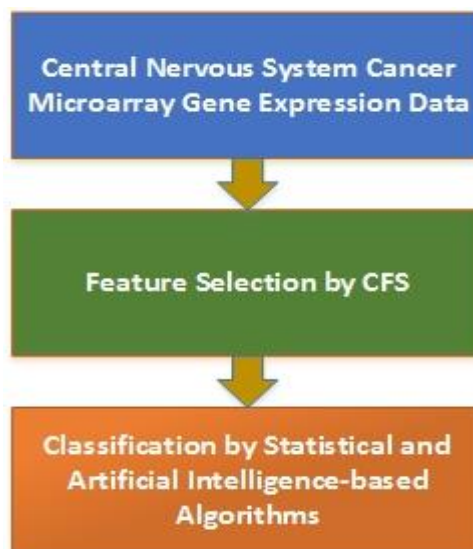 Central Nervous System Cancer
Microarray Gene Expression Data
Feature Selection by CFS
Classification by Statistical and
Artificial Intelligence-based
Algorithms